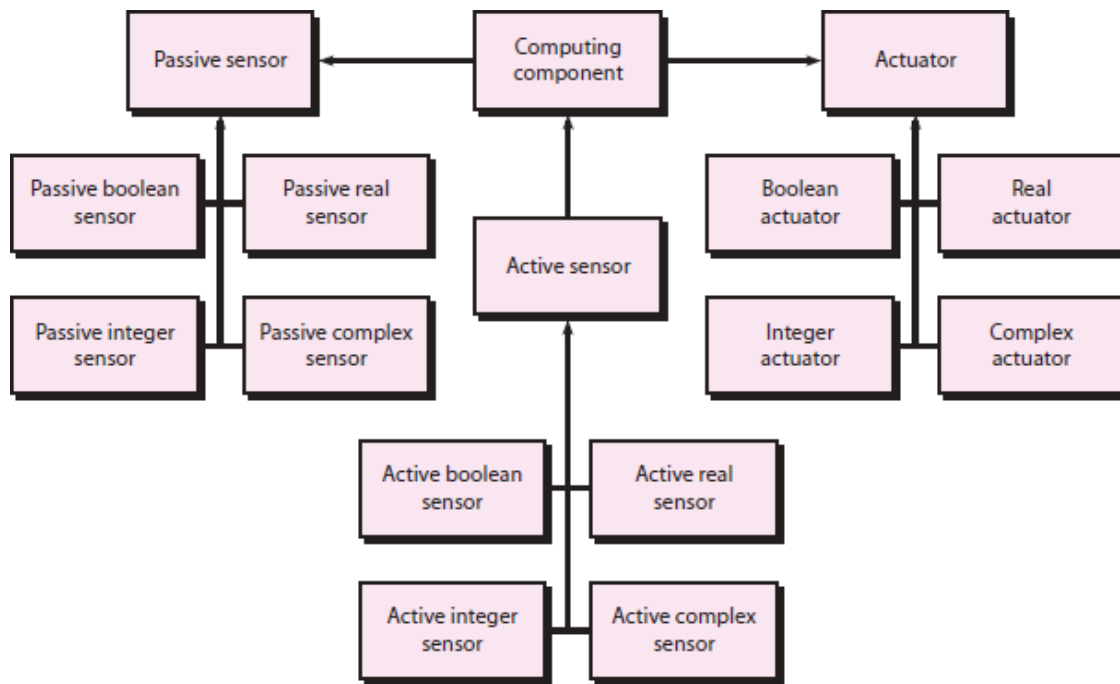 Passive sensor
Computing
component
Actuator
Passive boolean
sensor
Passive real
sensor
Boolean
actuator
Real
actuator
Active sensor
Passive integer
sensor
Passive complex
sensor
Integer
actuator
Complex
actuator
Active boolean
sensor
Active real
sensor
Active integer
sensor
Active complex
sensor